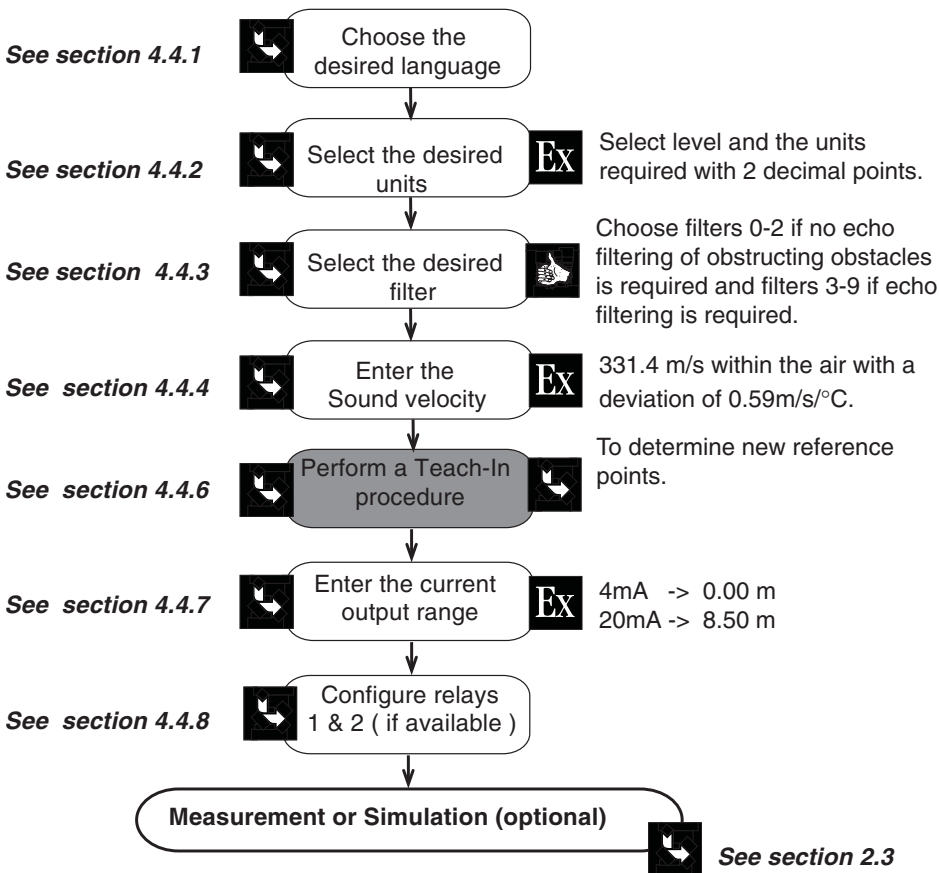 See section 4.4.1
Choose the
desired language
See section 4.4.2
Select the desired
units
Ex
Select level and the units
required with 2 decimal points.
See section 4.4.3
Select the desired
filter
Choose filters 0-2 if no echo
filtering of obstructing obstacles
is required and filters 3-9 if echo
filtering is required.
See section 4.4.4
Enter the
Sound velocity
Ex
331.4 m/s within the air with a
deviation of 0.59m/s/°C.
See section 4.4.6
Perform a Teach-In
procedure
To determine new reference
points.
See section 4.4.7
Enter the current
output range
Ex
4mA -> 0.00 m
20mA -> 8.50 m
See section 4.4.8
Configure relays
1 & 2 ( if available )
Measurement or Simulation (optional)
See section 2.3